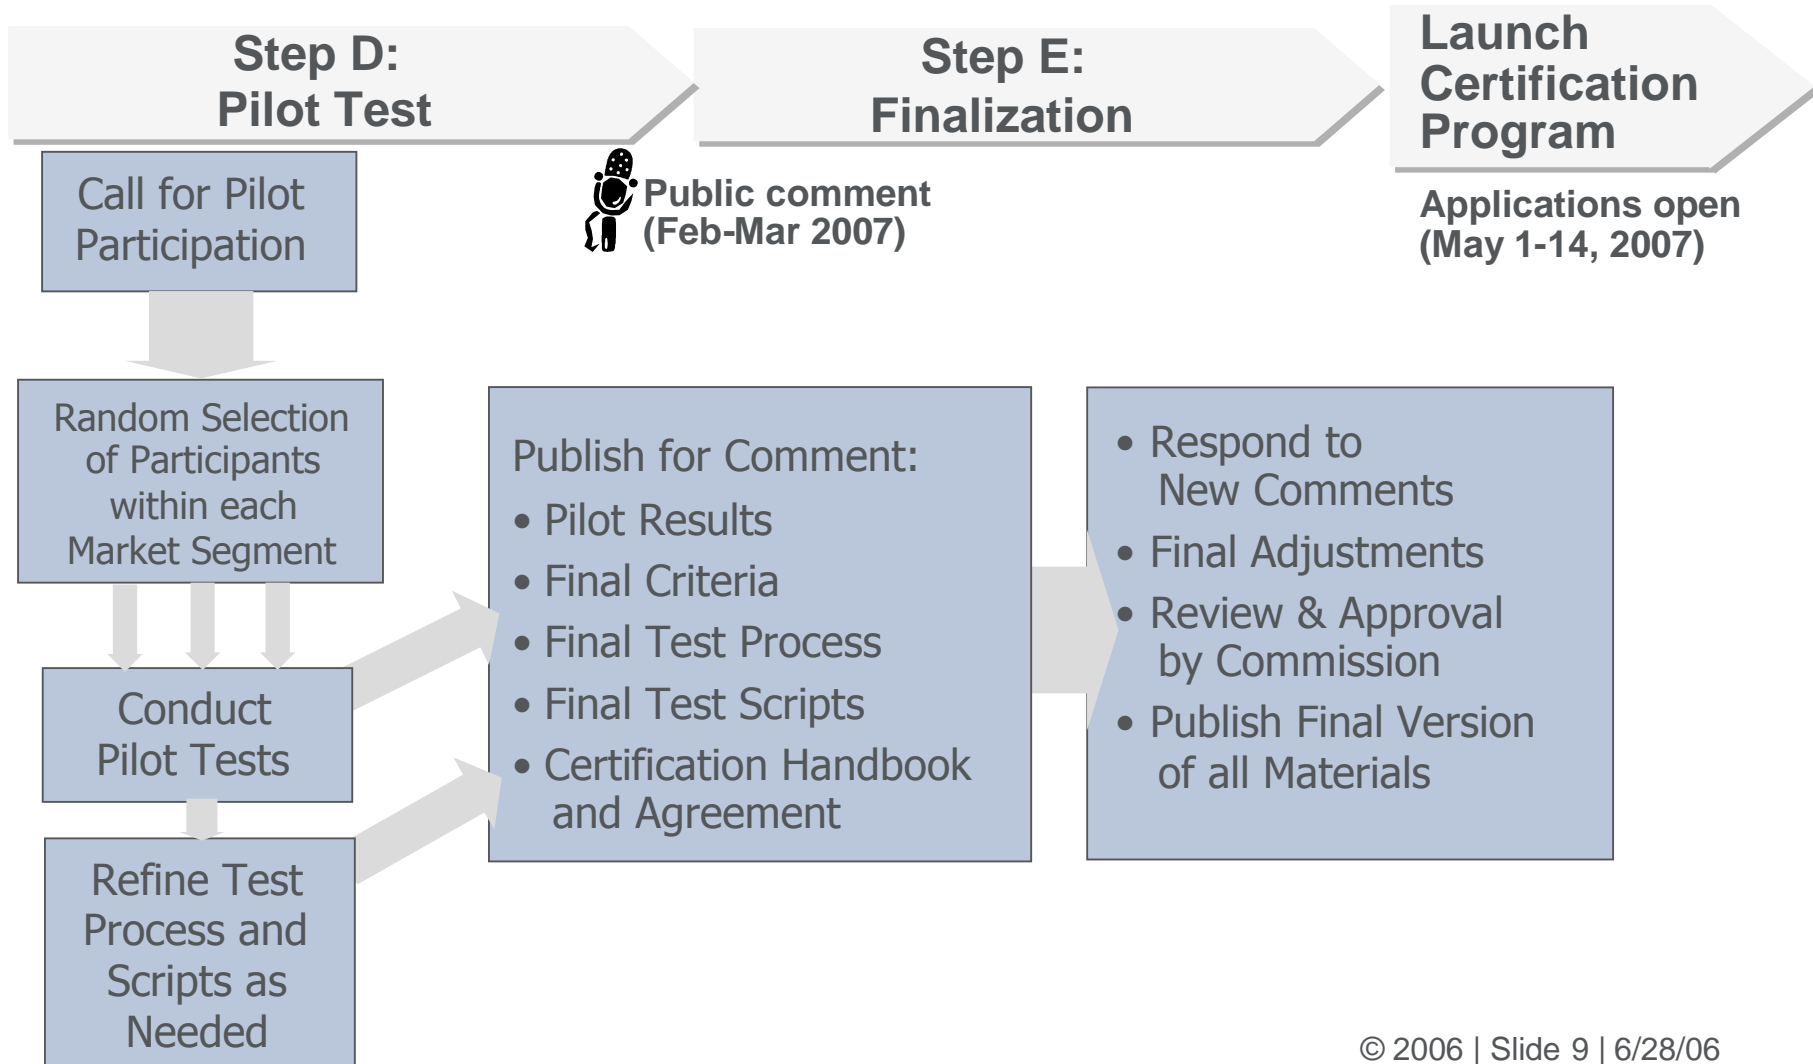 Step D:
Pilot Test
Step E:
Finalization
Launch
Certification
Program
Call for Pilot
Participation
Public comment
(Feb-Mar 2007)
Applications open
(May 1-14, 2007)
Random Selection
of Participants
within each
Market Segment
Conduct
Pilot Tests
Refine Test
Process and
Scripts as
Needed
Publish for Comment:
• Pilot Results
• Final Criteria
• Final Test Process
• Final Test Scripts
• Certification Handbook
and Agreement
• Respond to
New Comments
• Final Adjustments
• Review & Approval
by Commission
• Publish Final Version
of all Materials
© 2006 | Slide 9 | 6/28/06